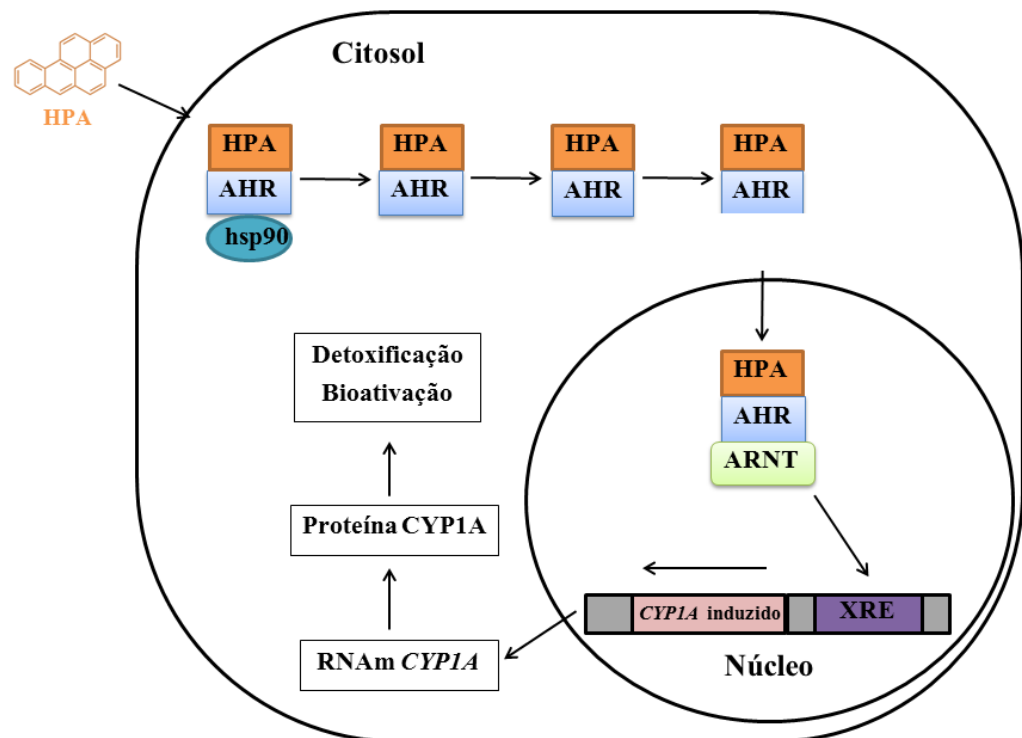 Citosol
HPA
HPA
AHR
hsp90
HPA
AHR
HPA
AHR
HPA
AHR
HPA
AHR
ARNT
CYP1A induzido
XRE
Núcleo
RNAm CYP1A
Proteína CYP1A
Detoxificação
Bioativação